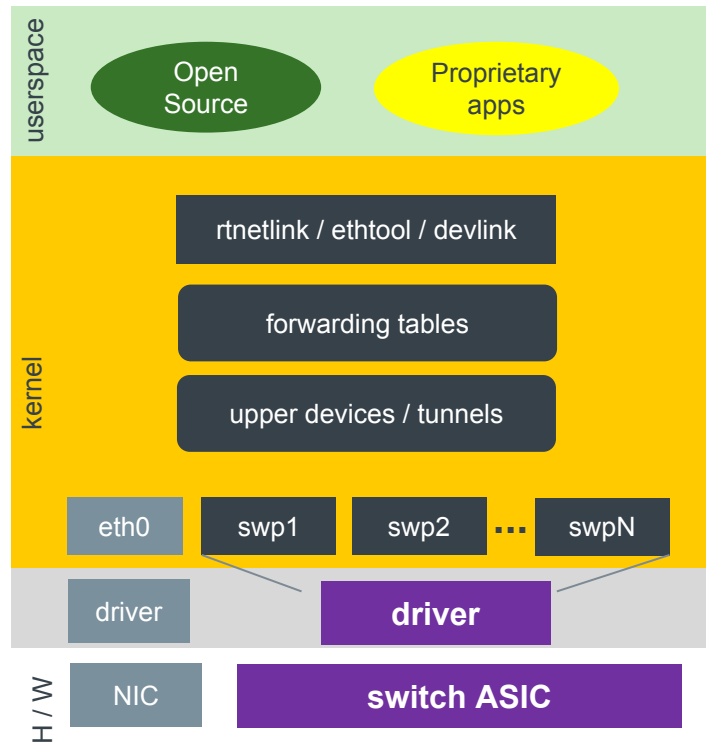 userspace
Open
Source
Proprietary
apps
kernel
rtnetlink / ethtool / devlink
forwarding tables
upper devices / tunnels
eth0
swp1
swp2
...
swpN
driver
driver
H / W
NIC
switch ASIC